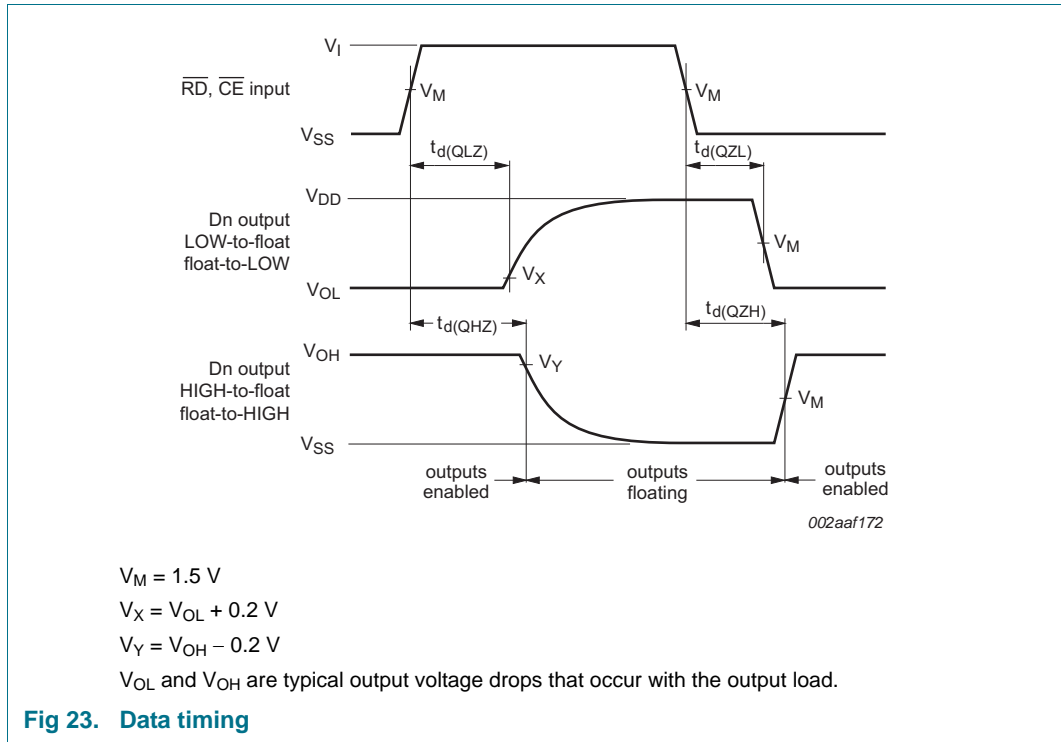 V_I
RD, CE input
V_M
V_M
V_SS
t_d(QLZ)
t_d(QZL)
V_DD
Dn output
LOW-to-float
float-to-LOW
V_M
V_X
V_OL
t_d(QHZ)
t_d(QZH)
V_OH
Dn output
HIGH-to-float
float-to-HIGH
V_Y
V_M
V_SS
outputs
enabled
outputs
floating
outputs
enabled
002aaf172
V_M = 1.5 V
V_X = V_OL + 0.2 V
V_Y = V_OH − 0.2 V
V_OL and V_OH are typical output voltage drops that occur with the output load.
Fig 23. Data timing